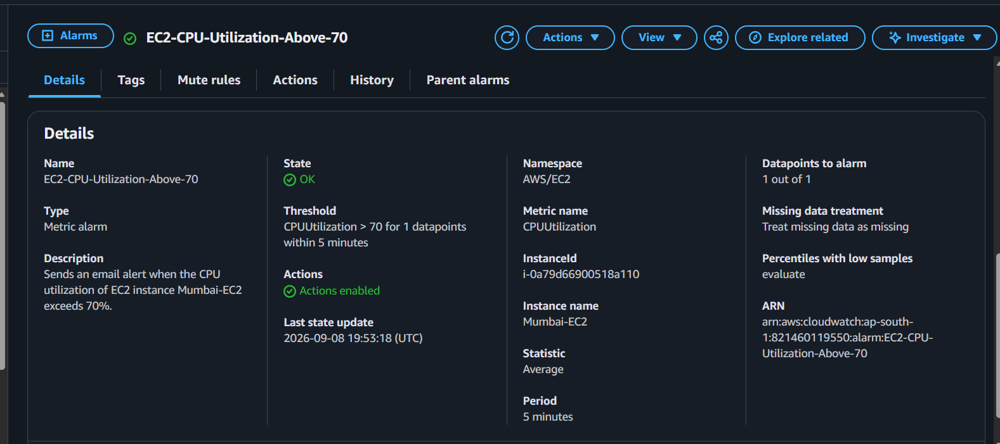 Alarms
EC2-CPU-Utilization-Above-70
Actions
View
Explore related
Investigate
Details
Tags
Mute rules
Actions
History
Parent alarms
Details
Name
EC2-CPU-Utilization-Above-70
Type
Metric alarm
Description
Sends an email alert when the CPU
utilization of EC2 instance Mumbai-EC2
exceeds 70%.
State
OK
Threshold
CPUUtilization > 70 for 1 datapoints
within 5 minutes
Actions
Actions enabled
Last state update
2026-09-08 19:53:18 (UTC)
Namespace
AWS/EC2
Metric name
CPUUtilization
InstanceId
i-0a79d66900518a110
Instance name
Mumbai-EC2
Statistic
Average
Period
5 minutes
Datapoints to alarm
1 out of 1
Missing data treatment
Treat missing data as missing
Percentiles with low samples
evaluate
ARN
arn:aws:cloudwatch:ap-south-
1:821460119550:alarm:EC2-CPU-
Utilization-Above-70